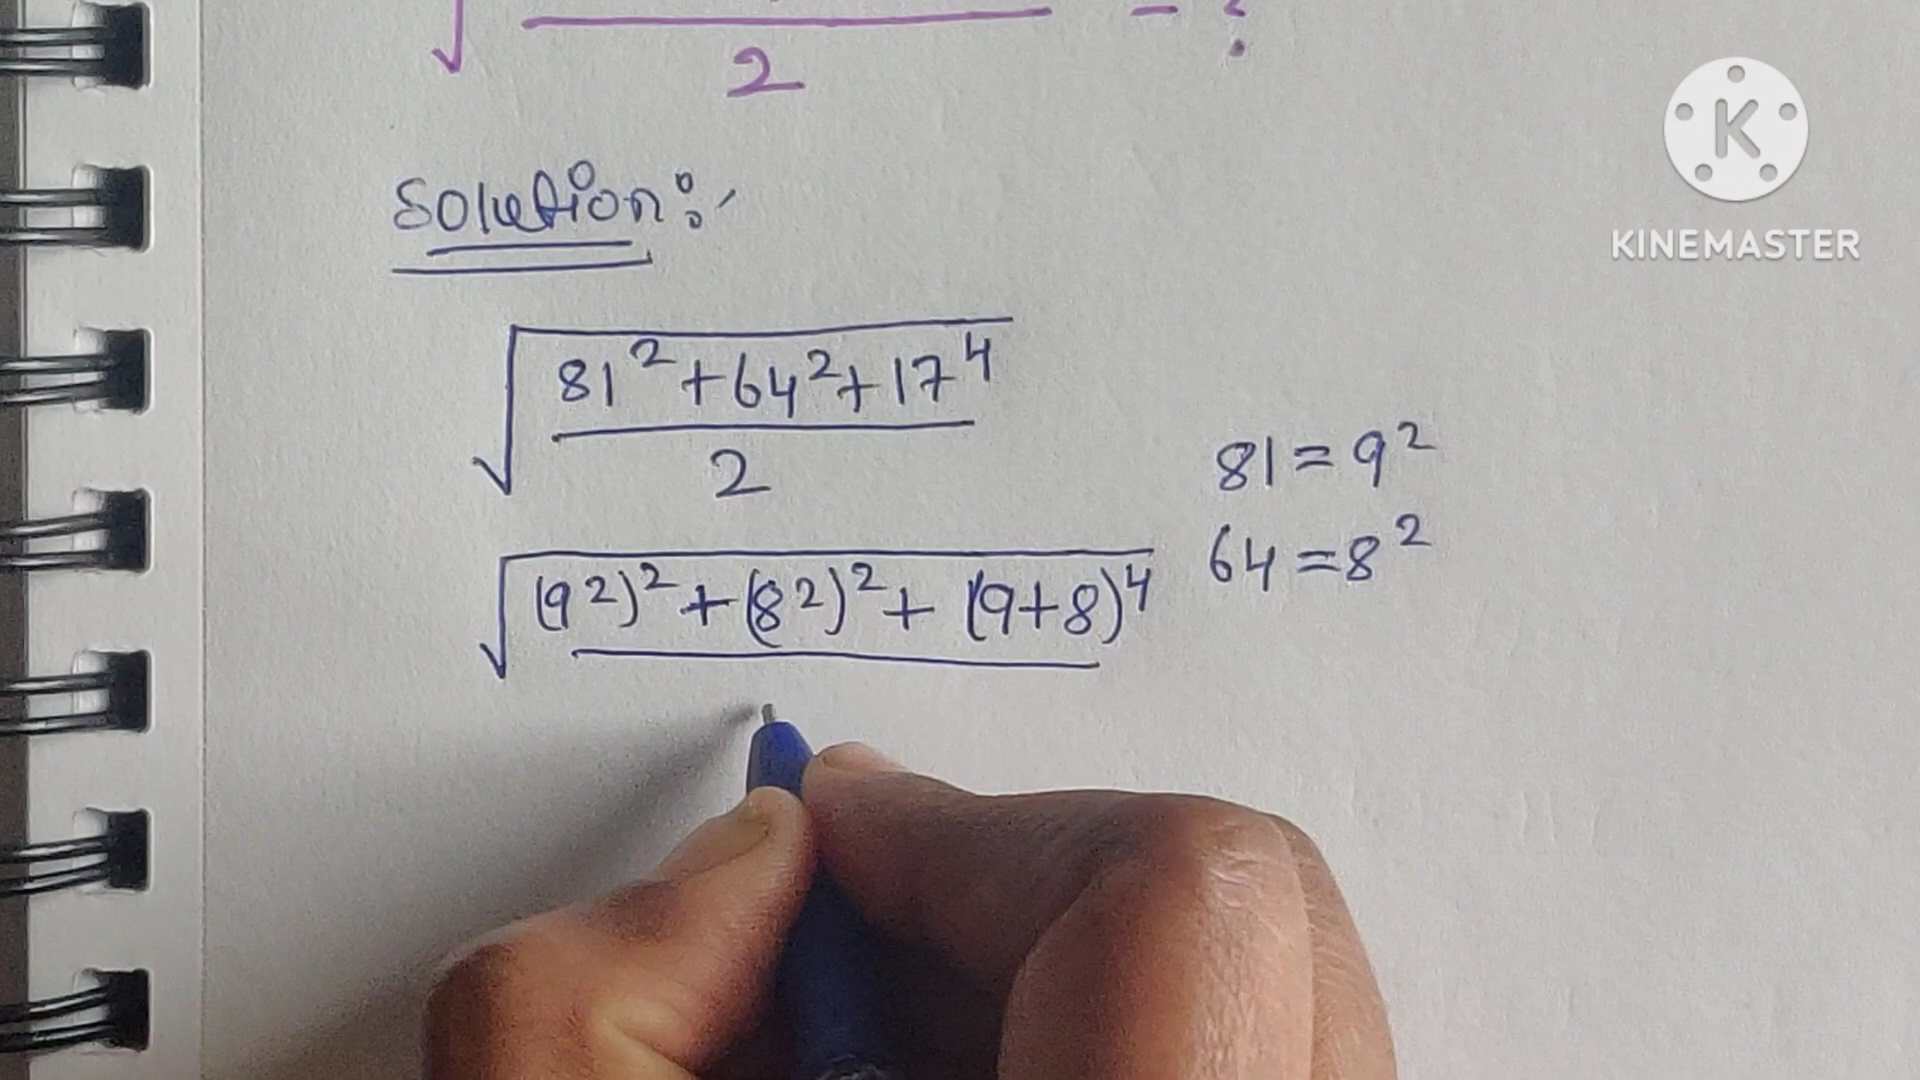 √ 2 = ?
Solution:-
√((81² + 64² + 17⁴) / 2)
81 = 9²
√((9²)² + (8²)² + (9+8)⁴
64 = 8²
K
KINEMASTER